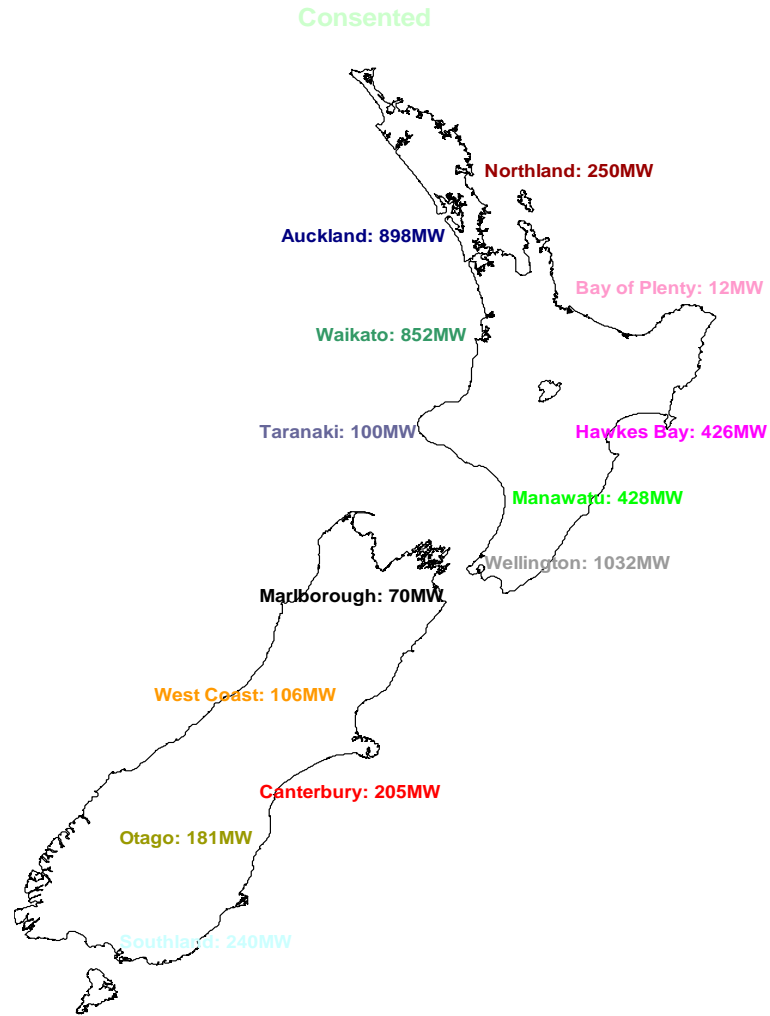 Consented
Northland: 250MW
Auckland: 898MW
Bay of Plenty: 12MW
Waikato: 852MW
Taranaki: 100MW
Hawkes Bay: 426MW
Manawatu: 428MW
Wellington: 1032MW
Marlborough: 70MW
West Coast: 106MW
Canterbury: 205MW
Otago: 181MW
Southland: 240MW